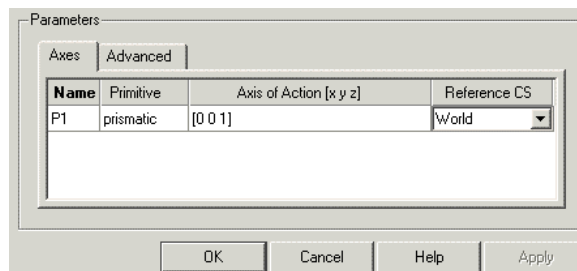 Parameters
Axes Advanced
Name Primitive Axis of Action [x y z] Reference CS
P1 prismatic [0 0 1] World
OK Cancel Help Apply